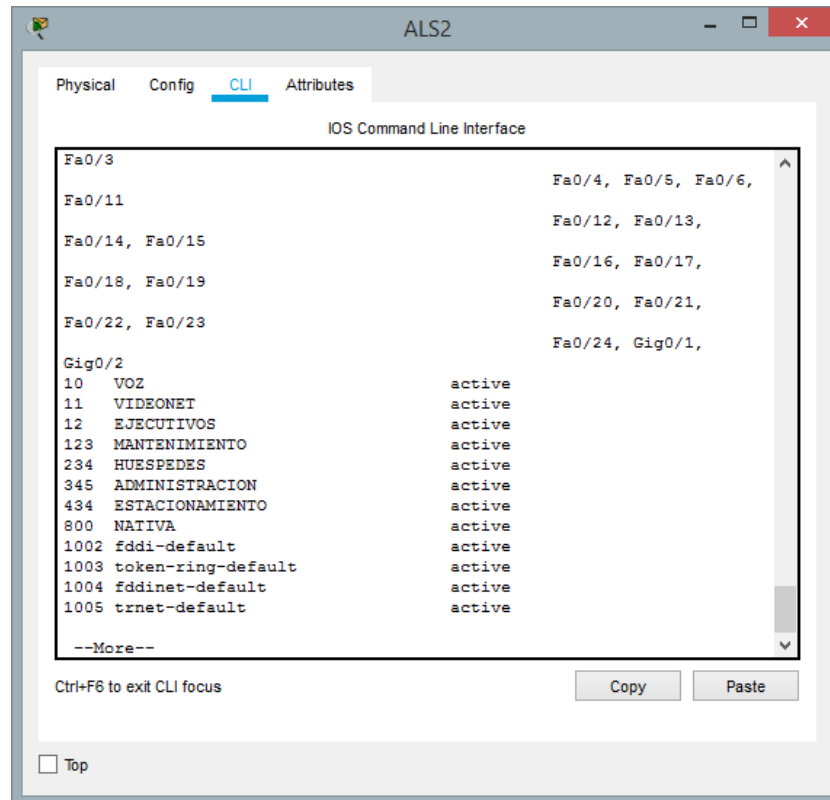 ALS2
Physical Config CLI Attributes
IOS Command Line Interface
Fa0/3
Fa0/4, Fa0/5, Fa0/6,
Fa0/11
Fa0/12, Fa0/13,
Fa0/14, Fa0/15
Fa0/16, Fa0/17,
Fa0/18, Fa0/19
Fa0/20, Fa0/21,
Fa0/22, Fa0/23
Fa0/24, Gig0/1,
Gig0/2
10 VOZ active
11 VIDEONET active
12 EJECUTIVOS active
123 MANTENIMIENTO active
234 HUESPEDES active
345 ADMINISTRACION active
434 ESTACIONAMIENTO active
800 NATIVA active
1002 fddi-default active
1003 token-ring-default active
1004 fddinet-default active
1005 trnet-default active
--More--
Ctrl+F6 to exit CLI focus Copy Paste
Top